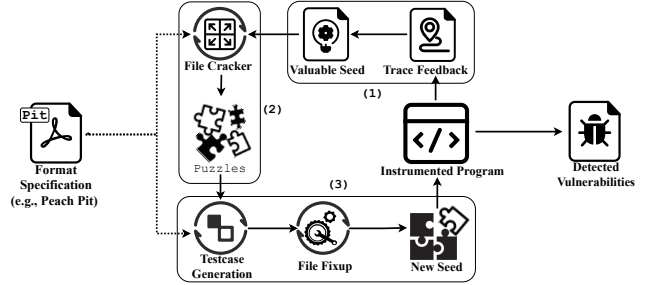 File Cracker
Valuable Seed
Trace Feedback
(1)
(2)
Pit
Puzzles
Format
Specification
(e.g., Peach Pit)
Instrumented Program
Detected
Vulnerabilities
(3)
Testcase
Generation
File Fixup
New Seed